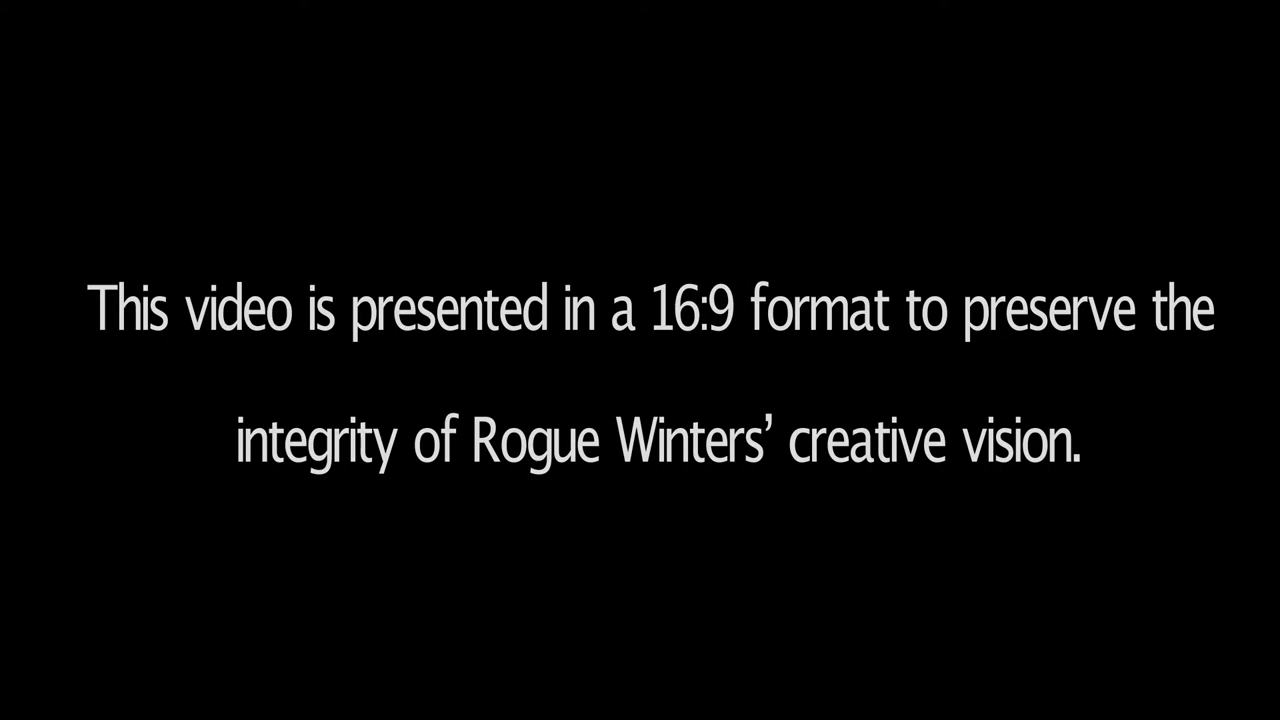 This video is presented in a 16:9 format to preserve the
integrity of Rogue Winters’ creative vision.